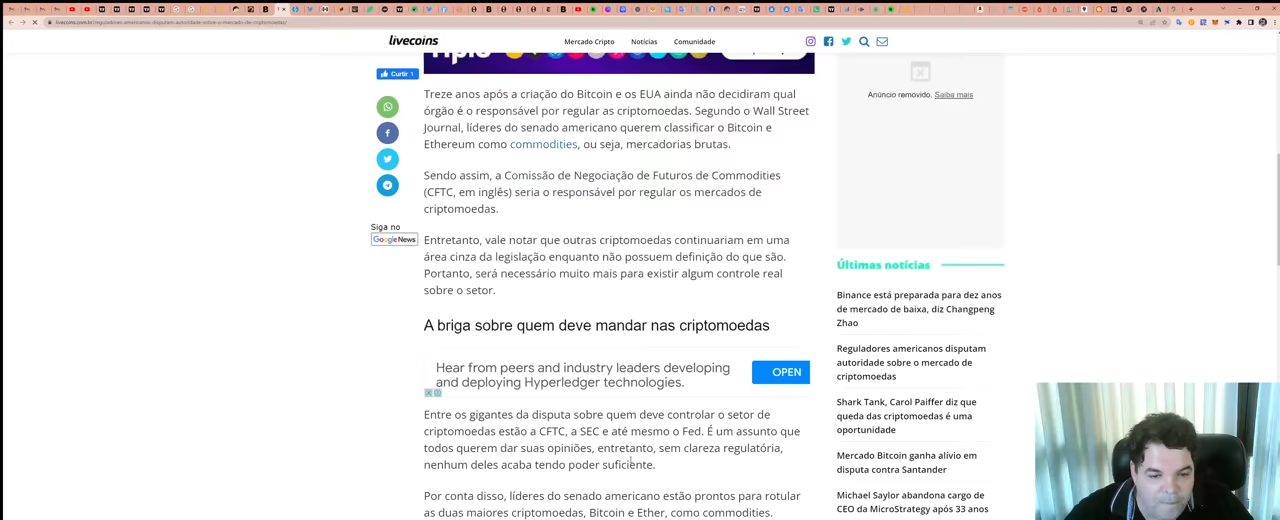 livecoins.com.br/reguladores-americanos-disputam-autoridade-sobre-o-mercado-de-criptomoedas/
livecoins
Mercado Cripto
Notícias
Comunidade
Curtir 1
Anúncio removido. Saiba mais
Treze anos após a criação do Bitcoin e os EUA ainda não decidiram qual
órgão é o responsável por regular as criptomoedas. Segundo o Wall Street
Journal, líderes do senado americano querem classificar o Bitcoin e
Ethereum como commodities, ou seja, mercadorias brutas.
Sendo assim, a Comissão de Negociação de Futuros de Commodities
(CFTC, em inglês) seria o responsável por regular os mercados de
criptomoedas.
Siga no
Google News
Entretanto, vale notar que outras criptomoedas continuariam em uma
área cinza da legislação enquanto não possuem definição do que são.
Portanto, será necessário muito mais para existir algum controle real
sobre o setor.
A briga sobre quem deve mandar nas criptomoedas
Hear from peers and industry leaders developing
and deploying Hyperledger technologies.
OPEN
Entre os gigantes da disputa sobre quem deve controlar o setor de
criptomoedas estão a CFTC, a SEC e até mesmo o Fed. É um assunto que
todos querem dar suas opiniões, entretanto, sem clareza regulatória,
nenhum deles acaba tendo poder suficiente.
Por conta disso, líderes do senado americano estão prontos para rotular
as duas maiores criptomoedas, Bitcoin e Ether, como commodities.
Últimas notícias
Binance está preparada para dez anos
de mercado de baixa, diz Changpeng
Zhao
Reguladores americanos disputam
autoridade sobre o mercado de
criptomoedas
Shark Tank, Carol Paiffer diz que
queda das criptomoedas é uma
oportunidade
Mercado Bitcoin ganha alívio em
disputa contra Santander
Michael Saylor abandona cargo de
CEO da MicroStrategy após 33 anos